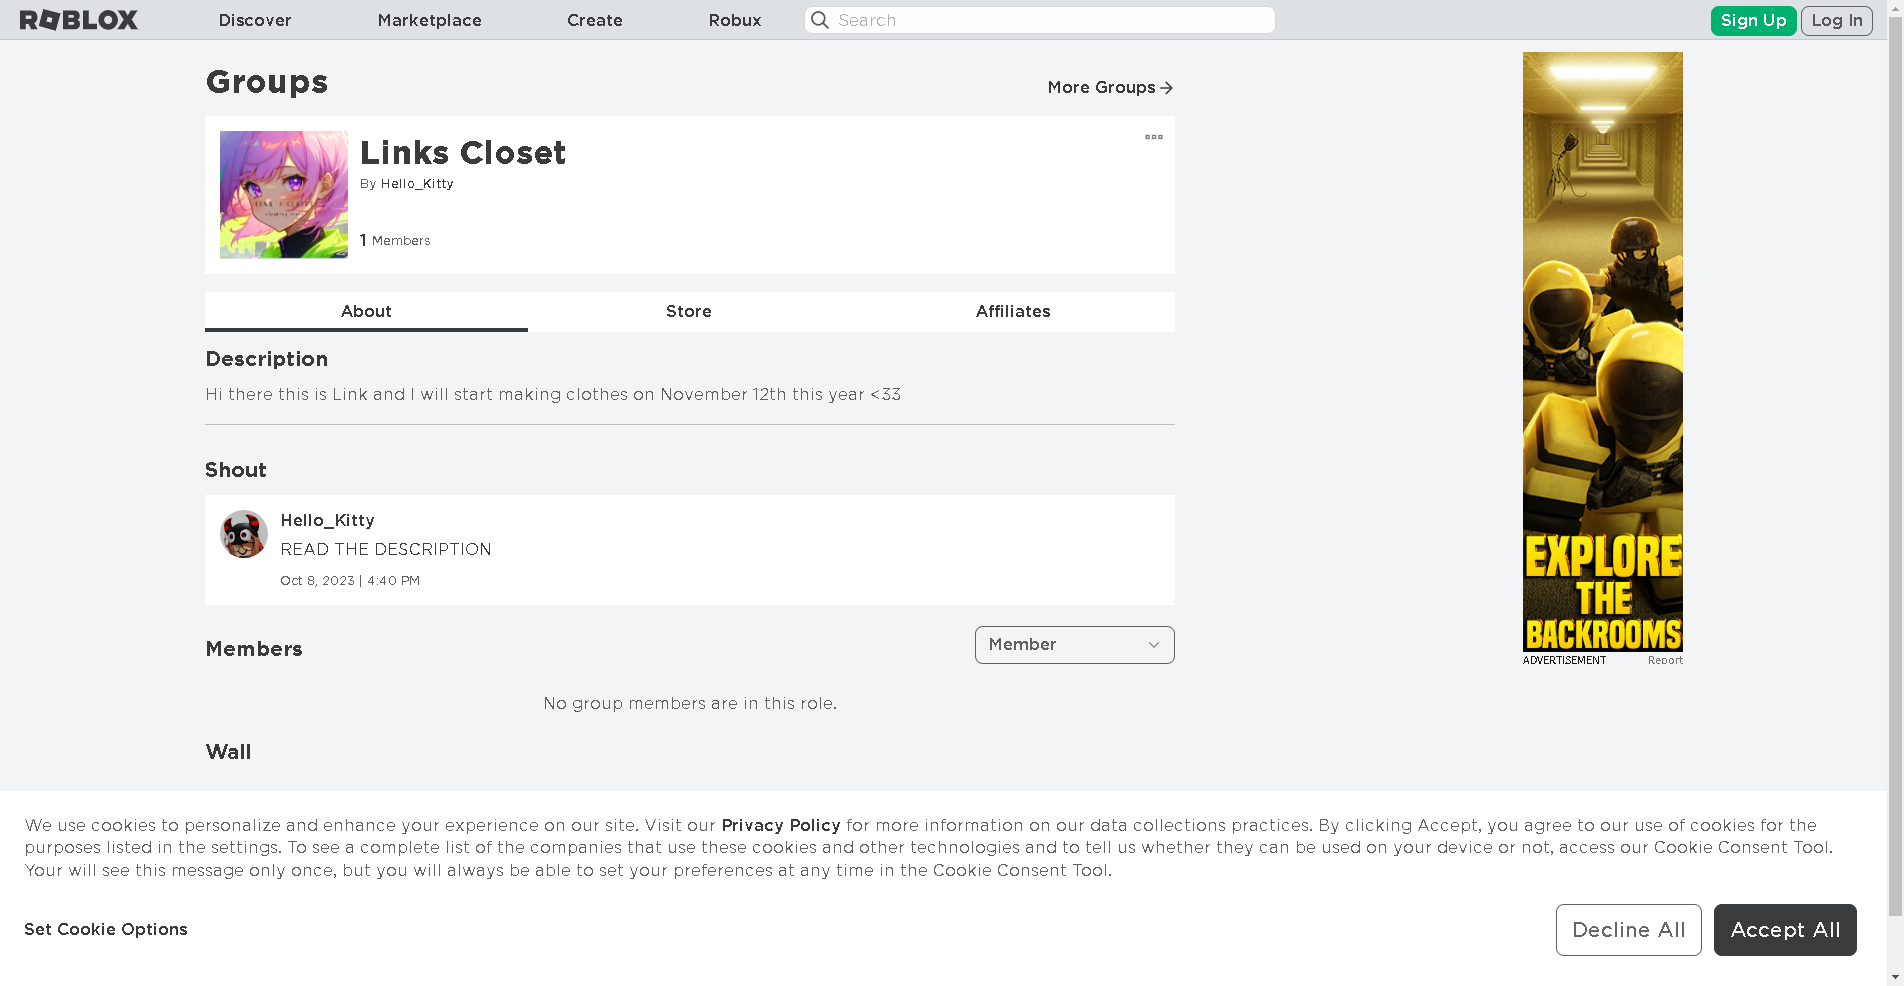 ROBLOX Discover Marketplace Create Robux Search Sign Up Log In
Groups
More Groups
Links Closet
By Hello_Kitty
1 Members
About Store Affiliates
Description
Hi there this is Link and I will start making clothes on November 12th this year <33
Shout
Hello_Kitty
READ THE DESCRIPTION
Oct 8, 2023 | 4:40 PM
Members
Member
No group members are in this role.
Wall
EXPLORE
THE
BACKROOMS
ADVERTISEMENT Report
We use cookies to personalize and enhance your experience on our site. Visit our Privacy Policy for more information on our data collections practices. By clicking Accept, you agree to our use of cookies for the
purposes listed in the settings. To see a complete list of the companies that use these cookies and other technologies and to tell us whether they can be used on your device or not, access our Cookie Consent Tool.
Your will see this message only once, but you will always be able to set your preferences at any time in the Cookie Consent Tool.
Set Cookie Options
Decline All
Accept All